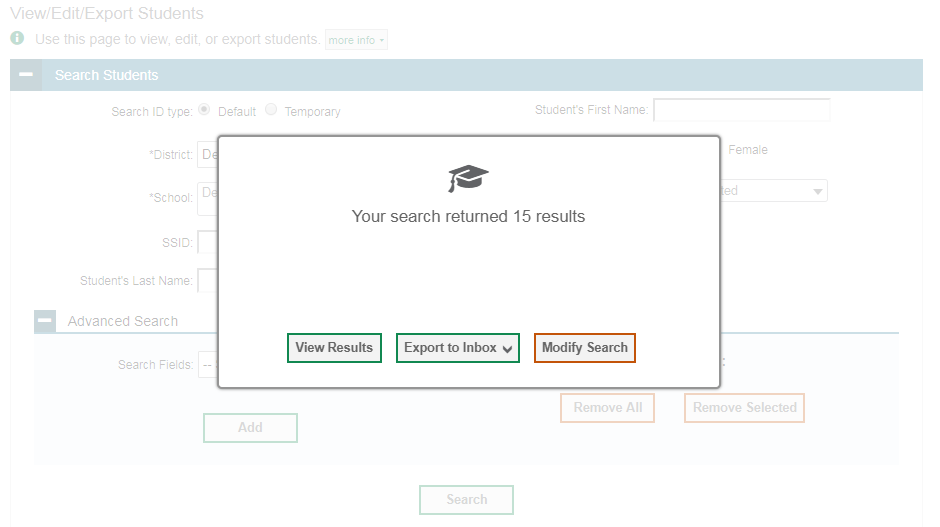 View/Edit/Export Students
Use this page to view, edit, or export students. more info
Search Students
Search ID type: Default Temporary
Student's First Name:
*District: De
Female
*School: De
ted
SSID:
Student's Last Name:
Your search returned 15 results
View Results Export to Inbox Modify Search
Advanced Search
Search Fields: --
:
Remove All Remove Selected
Add
Search